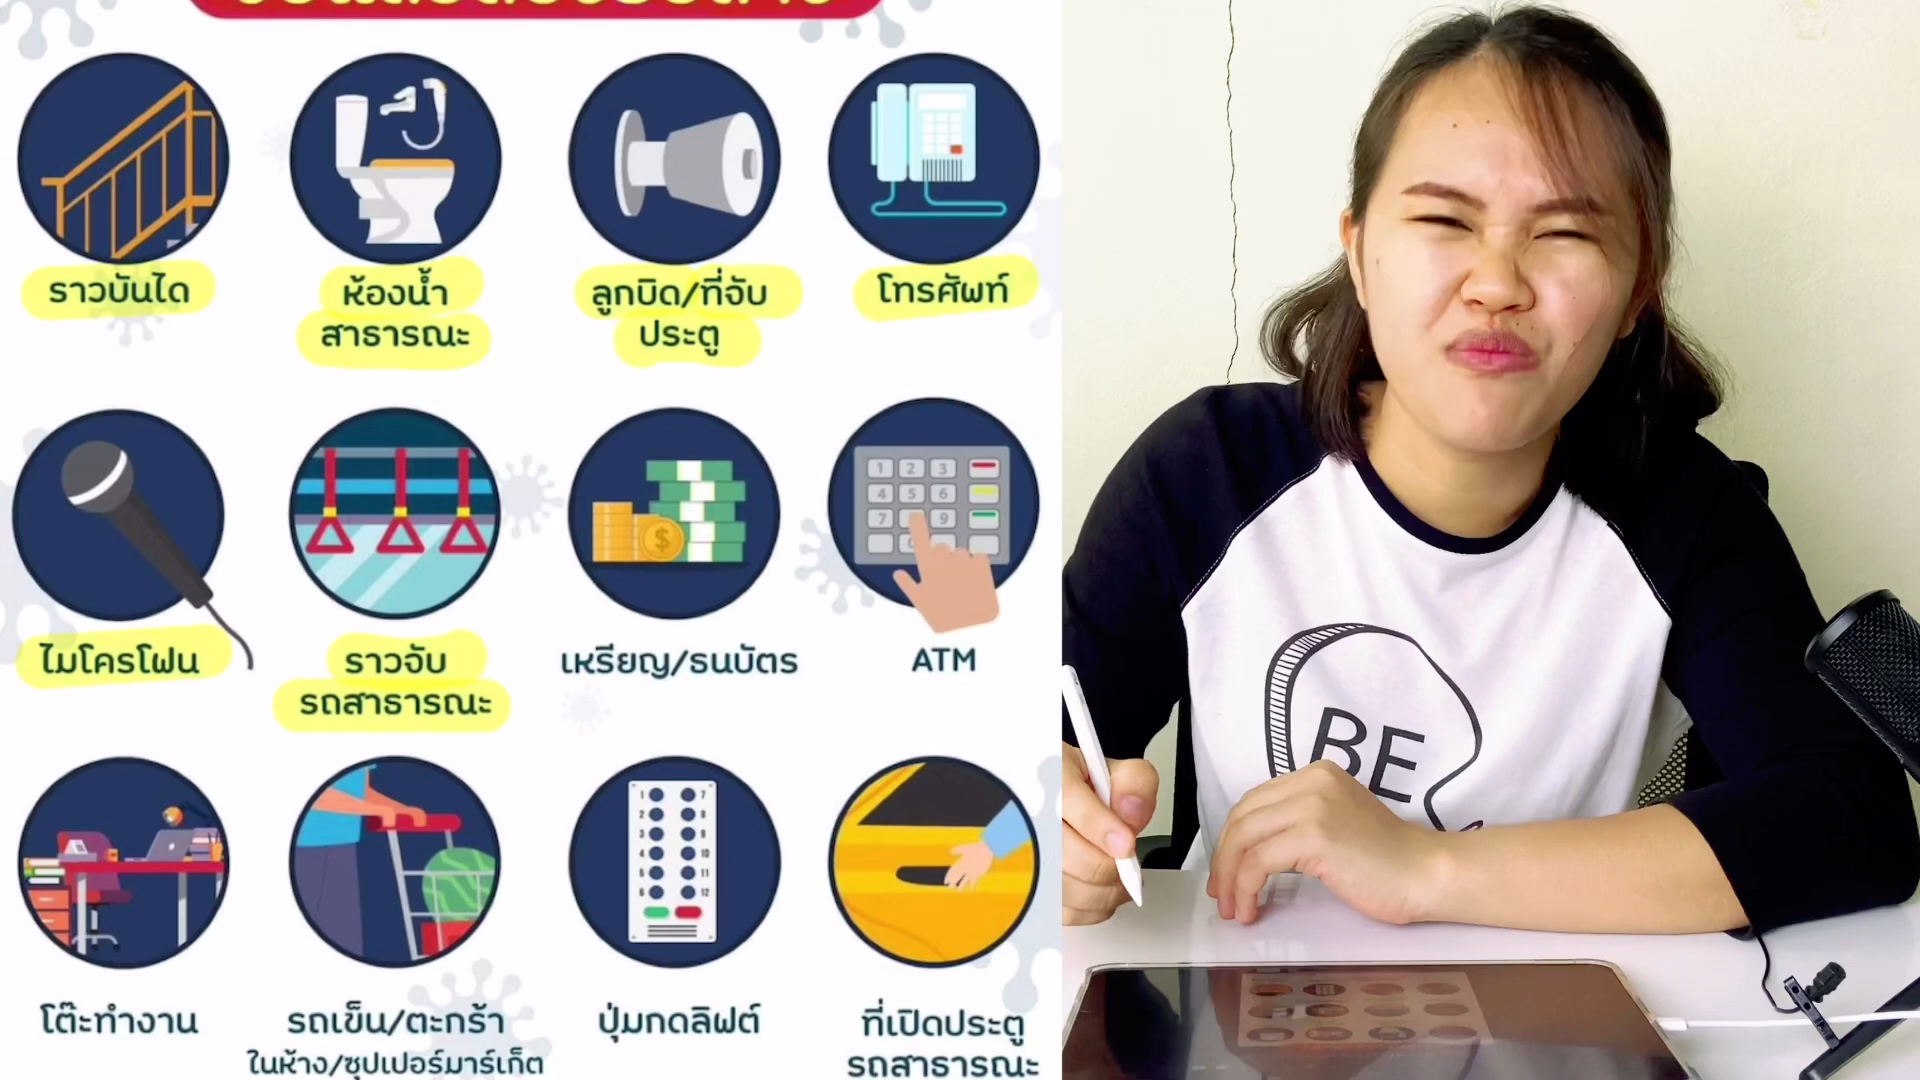 ราวบันได
ห้องน้ำ
สาธารณะ
ลูกบิด/ที่จับ
ประตู
โทรศัพท์
ไมโครโฟน
ราวจับ
รถสาธารณะ
เหรียญ/ธนบัตร
ATM
โต๊ะทำงาน
รถเข็น/ตะกร้า
ในห้าง/ซุปเปอร์มาร์เก็ต
ปุ่มกดลิฟต์
ที่เปิดประตู
รถสาธารณะ
BE